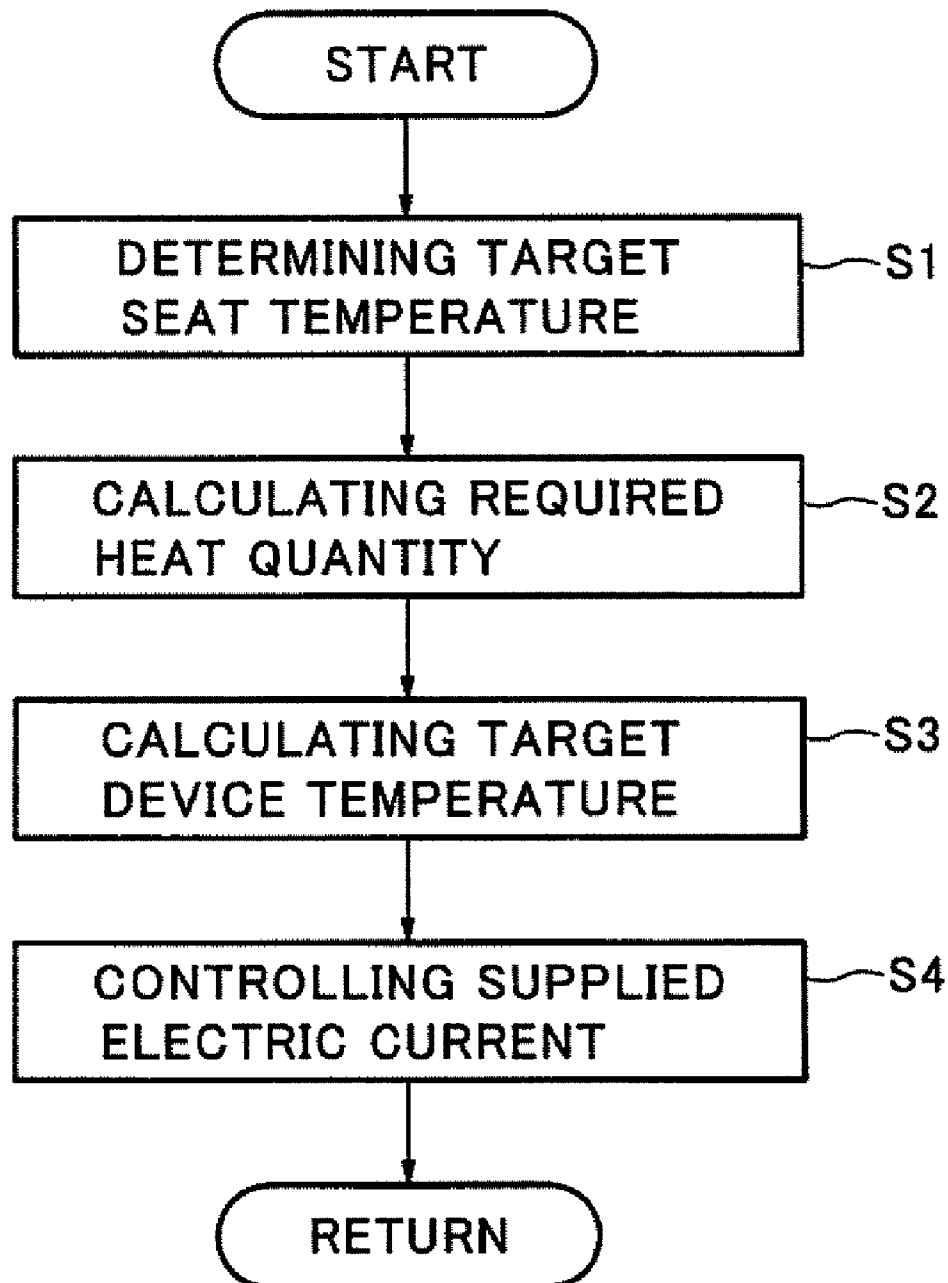 START
DETERMINING TARGET
SEAT TEMPERATURE
S1
CALCULATING REQUIRED
HEAT QUANTITY
S2
CALCULATING TARGET
DEVICE TEMPERATURE
S3
CONTROLLING SUPPLIED
ELECTRIC CURRENT
S4
RETURN